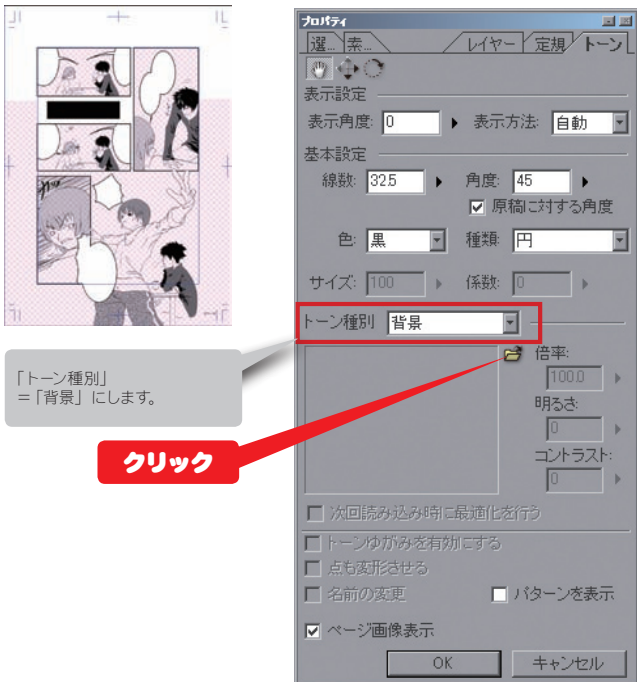 プロパティ
選... 素... レイヤー 定規 トーン
表示設定
表示角度: 0 表示方法: 自動
基本設定
線数: 32.5 角度: 45
原稿に対する角度
色: 黒 種類: 円
サイズ: 100 係数: 0
トーン種別 背景
「トーン種別」
=「背景」にします。
クリック
倍率:
100.0
明るさ:
0
コントラスト:
0
次回読み込み時に最適化を行う
トーンゆがみを有効にする
点も変形させる
名前の変更 パターンを表示
ページ画像表示
OK キャンセル